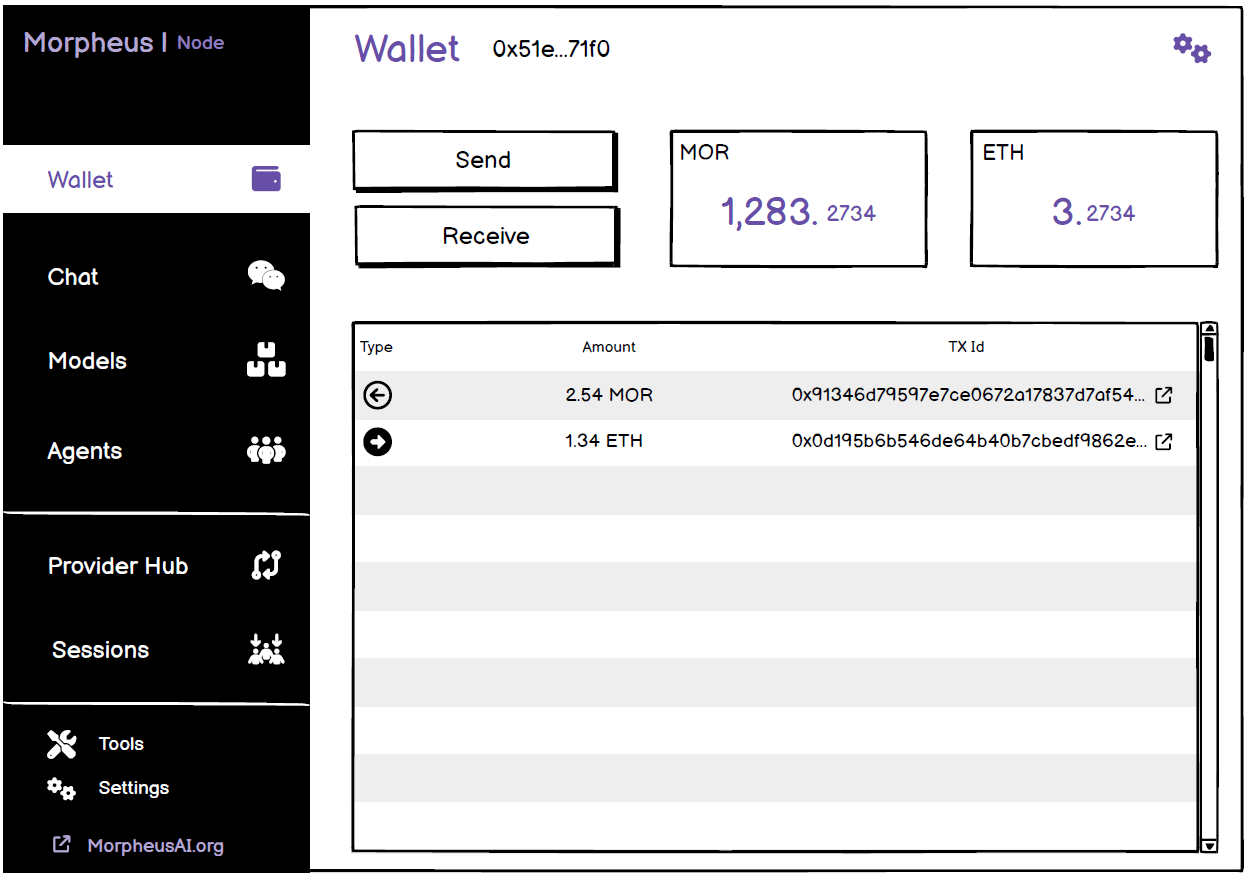 Morpheus | Node
Wallet
Chat
Models
Agents
Provider Hub
Sessions
Tools
Settings
MorpheusAI.org
Wallet 0x51e...71f0
Send
Receive
MOR
1,283. 2734
ETH
3. 2734
Type Amount TX Id
2.54 MOR 0x91346d79597e7ce0672a17837d7af54...
1.34 ETH 0x0d195b6b546de64b40b7cbedf9862e...